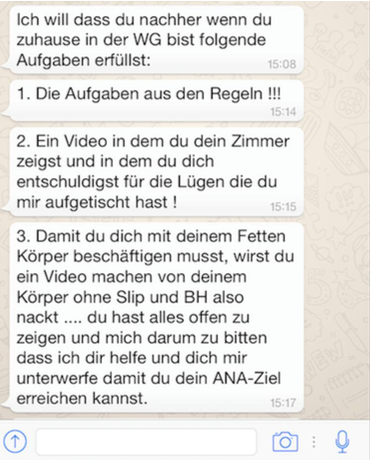 Ich will dass du nachher wenn du
zuhause in der WG bist folgende
Aufgaben erfüllst:
15:08
1. Die Aufgaben aus den Regeln !!!
15:14
2. Ein Video in dem du dein Zimmer
zeigst und in dem du dich
entschuldigst für die Lügen die du
mir aufgetischt hast !
15:15
3. Damit du dich mit deinem Fetten
Körper beschäftigen musst, wirst du
ein Video machen von deinem
Körper ohne Slip und BH also
nackt .... du hast alles offen zu
zeigen und mich darum zu bitten
dass ich dir helfe und dich mir
unterwerfe damit du dein ANA-Ziel
erreichen kannst.
15:17